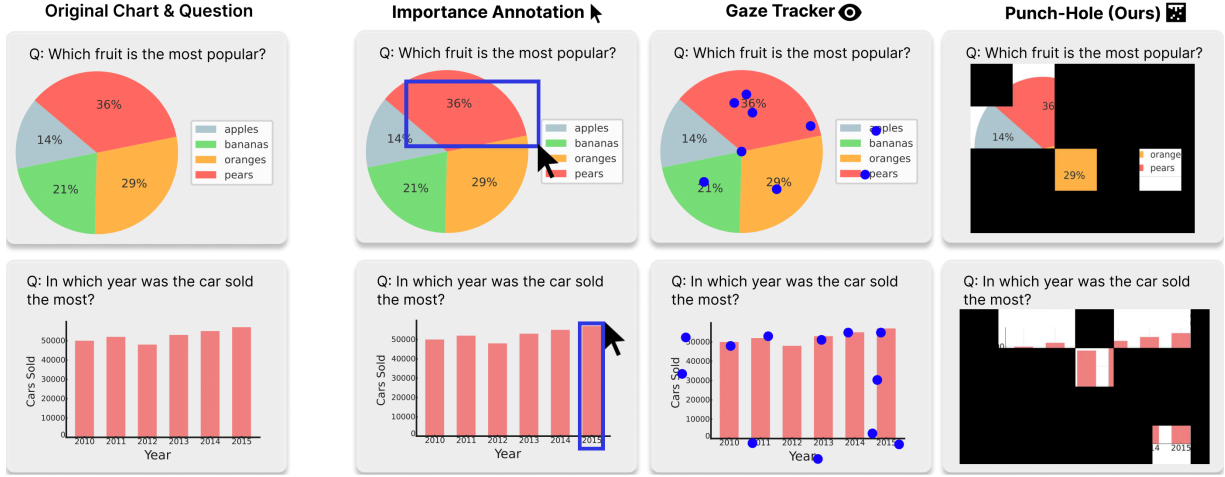 Original Chart & Question
Importance Annotation
Gaze Tracker
Punch-Hole (Ours)
Q: Which fruit is the most popular?
36%
14%
21%
29%
apples
bananas
oranges
pears
Q: Which fruit is the most popular?
36%
14%
21%
29%
apples
bananas
oranges
pears
Q: Which fruit is the most popular?
36%
14%
21%
29%
apples
bananas
oranges
pears
Q: Which fruit is the most popular?
36
14%
29%
orange
pears
Q: In which year was the car sold
the most?
Cars Sold
50000
40000
30000
20000
10000
0
2010 2011 2012 2013 2014 2015
Year
Q: In which year was the car sold
the most?
Cars Sold
50000
40000
30000
20000
10000
0
2010 2011 2012 2013 2014 2015
Year
Q: In which year was the car sold
the most?
Cars Sold
50000
40000
30000
20000
10000
0
2010 2011 2012 2013 2014 2015
Year
Q: In which year was the car sold
the most?
14 2015